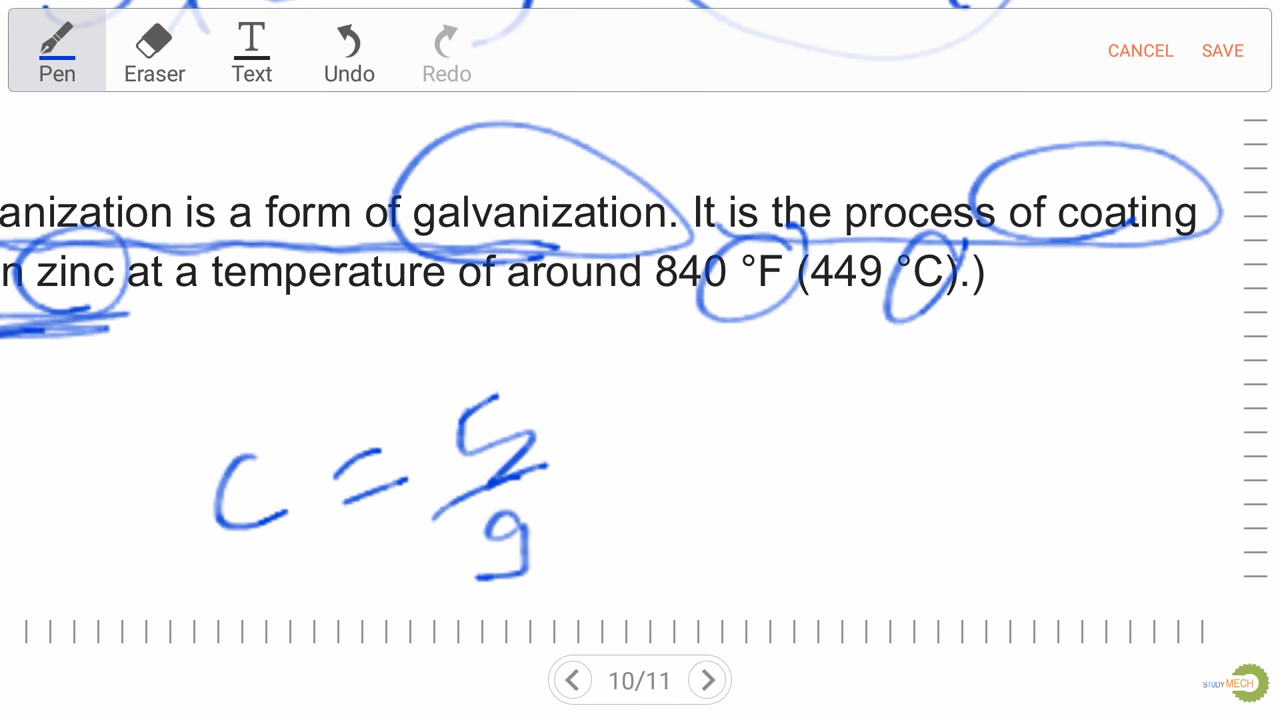 Pen Eraser Text Undo Redo CANCEL SAVE
anization is a form of galvanization. It is the process of coating
n zinc at a temperature of around 840 °F (449 °C).)
C = 5/9
10/11
STUDY MECH